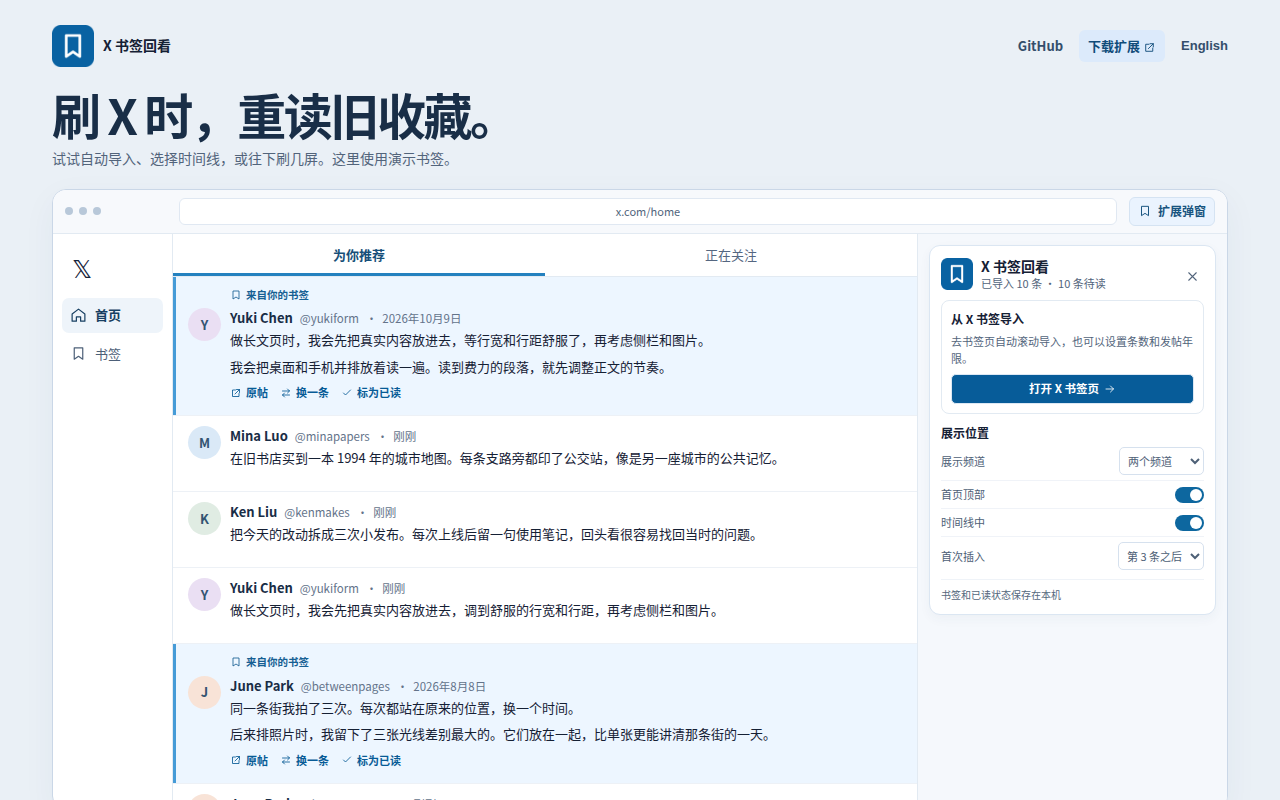 X 书签回看
GitHub
下载扩展
English
刷 X 时，重读旧收藏。
试试自动导入、选择时间线，或往下刷几屏。这里使用演示书签。
x.com/home
扩展弹窗
𝕏
首页
书签
为你推荐
正在关注
来自你的书签
Y
Yuki Chen @yukiform · 2026年10月9日
做长文页时，我会先把真实内容放进去，等行宽和行距舒服了，再考虑侧栏和图片。
我会把桌面和手机并排放着读一遍。读到费力的段落，就先调整正文的节奏。
原帖 换一条 标为已读
M
Mina Luo @minapapers · 刚刚
在旧书店买到一本 1994 年的城市地图。每条支路旁都印了公交站，像是另一座城市的公共记忆。
K
Ken Liu @kenmakes · 刚刚
把今天的改动拆成三次小发布。每次上线后留一句使用笔记，回头看很容易找回当时的问题。
Y
Yuki Chen @yukiform · 刚刚
做长文页时，我会先把真实内容放进去，调到舒服的行宽和行距，再考虑侧栏和图片。
来自你的书签
J
June Park @betweenpages · 2026年8月8日
同一条街我拍了三次。每次都站在原来的位置，换一个时间。
后来排照片时，我留下了三张光线差别最大的。它们放在一起，比单张更能讲清那条街的一天。
原帖 换一条 标为已读
X 书签回看
已导入 10 条 · 10 条待读
从 X 书签导入
去书签页自动滚动导入，也可以设置条数和发帖年
限。
打开 X 书签页 →
展示位置
展示频道
两个频道
首页顶部
时间线中
首次插入
第 3 条之后
书签和已读状态保存在本机